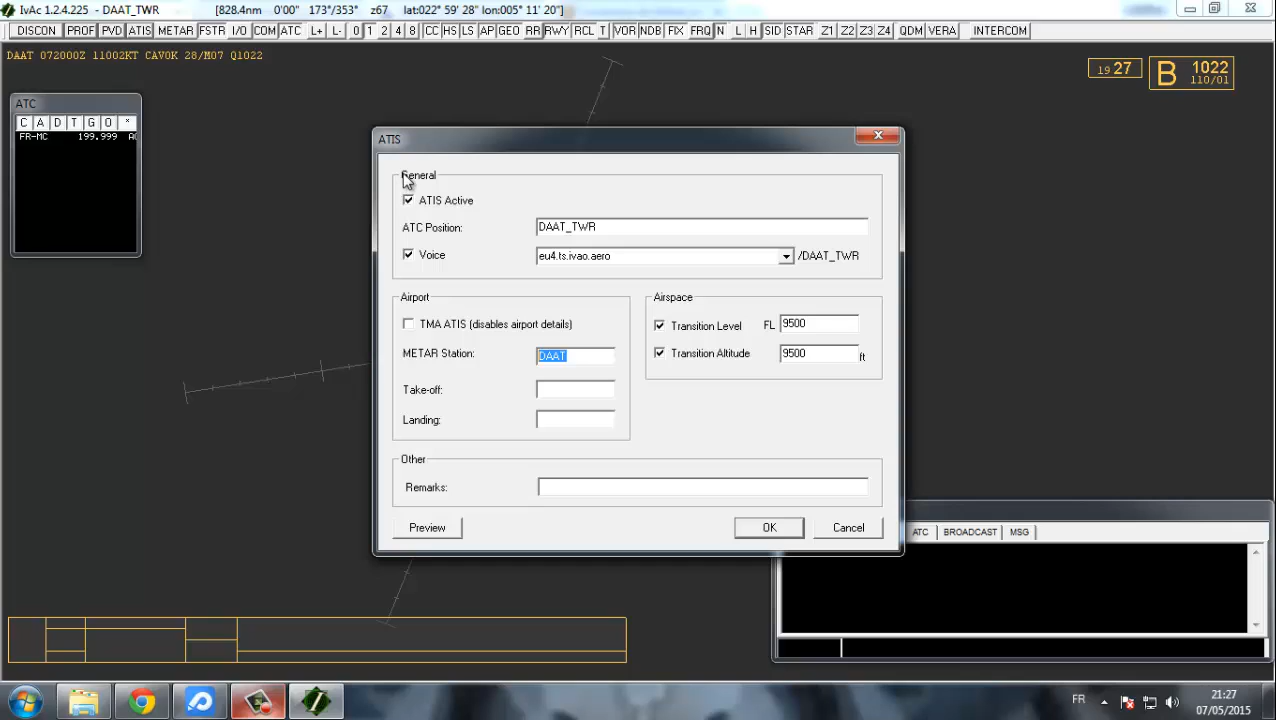 IvAc 1.2.4.225 - DAAT_TWR [828.4nm 0'00" 173°/353° z67 lat:022° 59' 28" lon:005° 11' 20"]
DISCON PROF PVD ATIS METAR FSTR I/O COM ATC L+ L- 0 1 2 4 8 CC HS LS AP GEO RR RWY RCL T VOR NDB FIX FRQ N L H SID STAR Z1 Z2 Z3 Z4 QDM VERA INTERCOM
DAAT 072000Z 11002KT CAVOK 28/M07 Q1022
19 27
B 1022
110/01
ATC
C A D T G O *
FR-MC 199.999
ATIS
General
ATIS Active
ATC Position: DAAT_TWR
Voice eu4.ts.ivao.aero /DAAT_TWR
Airport
TMA ATIS (disables airport details)
METAR Station: DAAT
Take-off:
Landing:
Airspace
Transition Level FL 9500
Transition Altitude 9500 ft
Other
Remarks:
Preview OK Cancel
ATC BROADCAST MSG
FR
21:27
07/05/2015